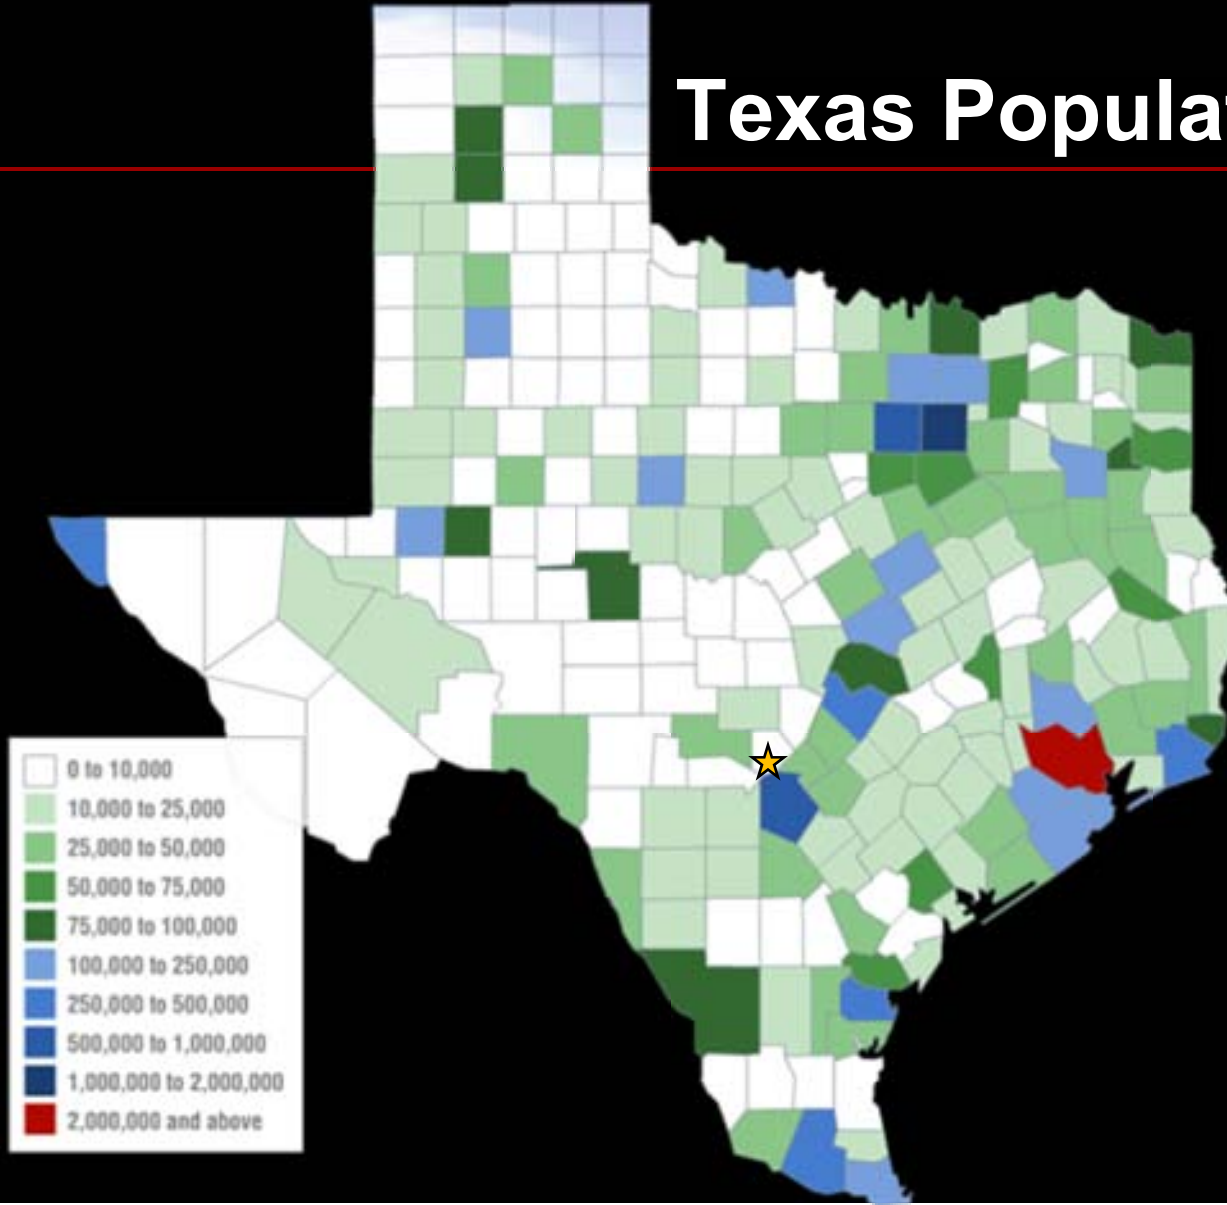 Texas Popula
0 to 10,000
10,000 to 25,000
25,000 to 50,000
50,000 to 75,000
75,000 to 100,000
100,000 to 250,000
250,000 to 500,000
500,000 to 1,000,000
1,000,000 to 2,000,000
2,000,000 and above